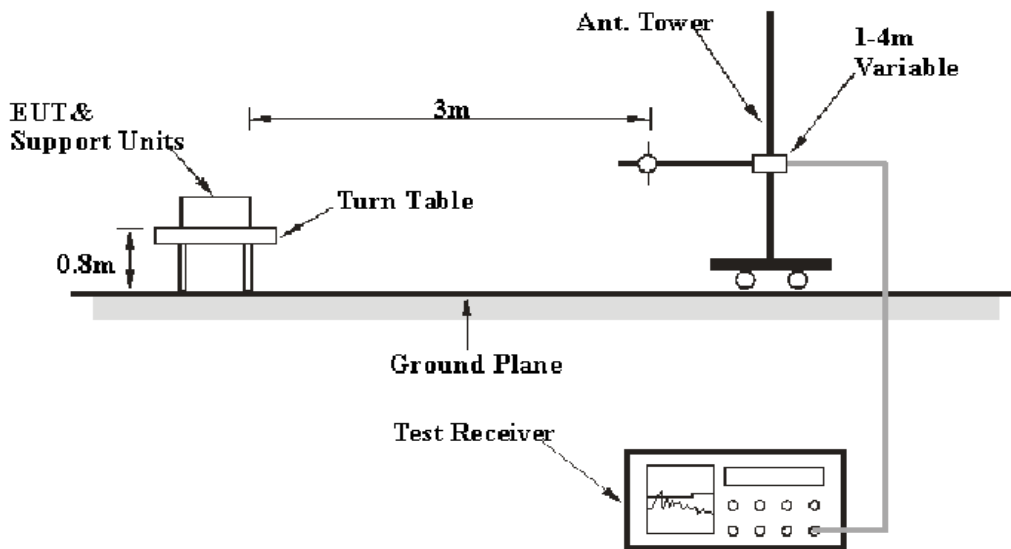 Ant. Tower
1-4m
Variable
EUT&
Support Units
3m
Turn Table
0.8m
Ground Plane
Test Receiver